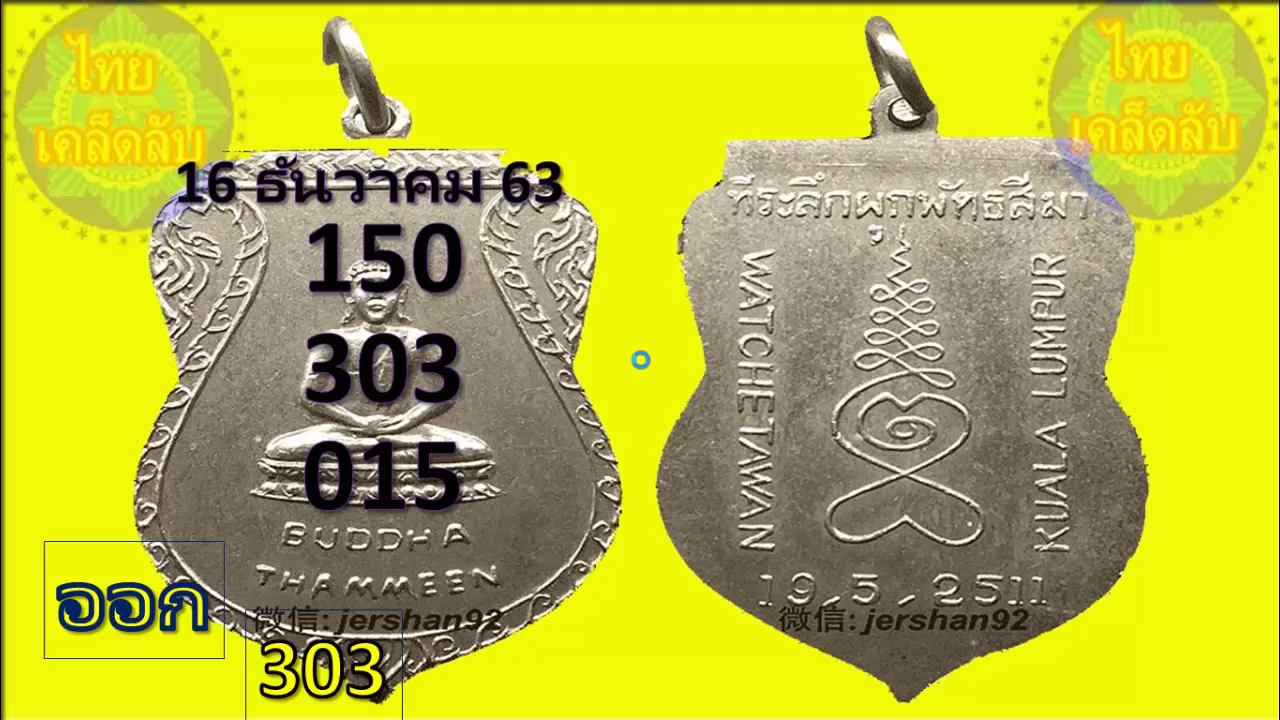 ไทย
เคล็ดลับ
16 ธันวาคม 63
150
303
015
BUDDHA
THAMMEEN
微信: jershan92
ออก
303
ไทย
เคล็ดลับ
ที่ระลึกผูกพัทธสีมา
WATCHETAWAN
KUALA LUMPUR
19.5.2511
微信: jershan92